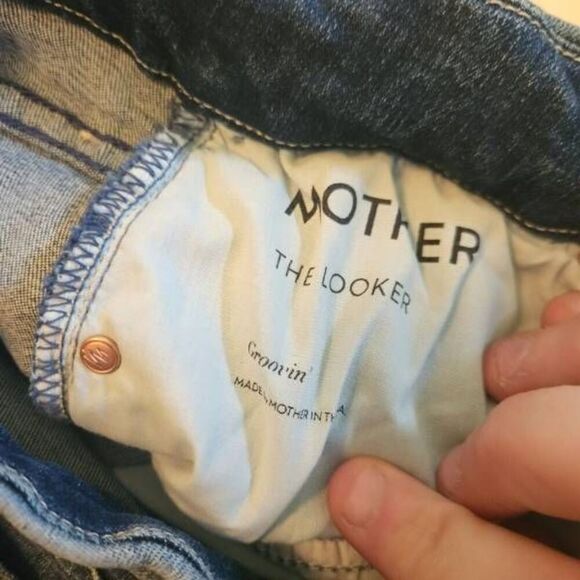 MOTHER
THE LOOKER
Groovin'
MADE MOTHER IN